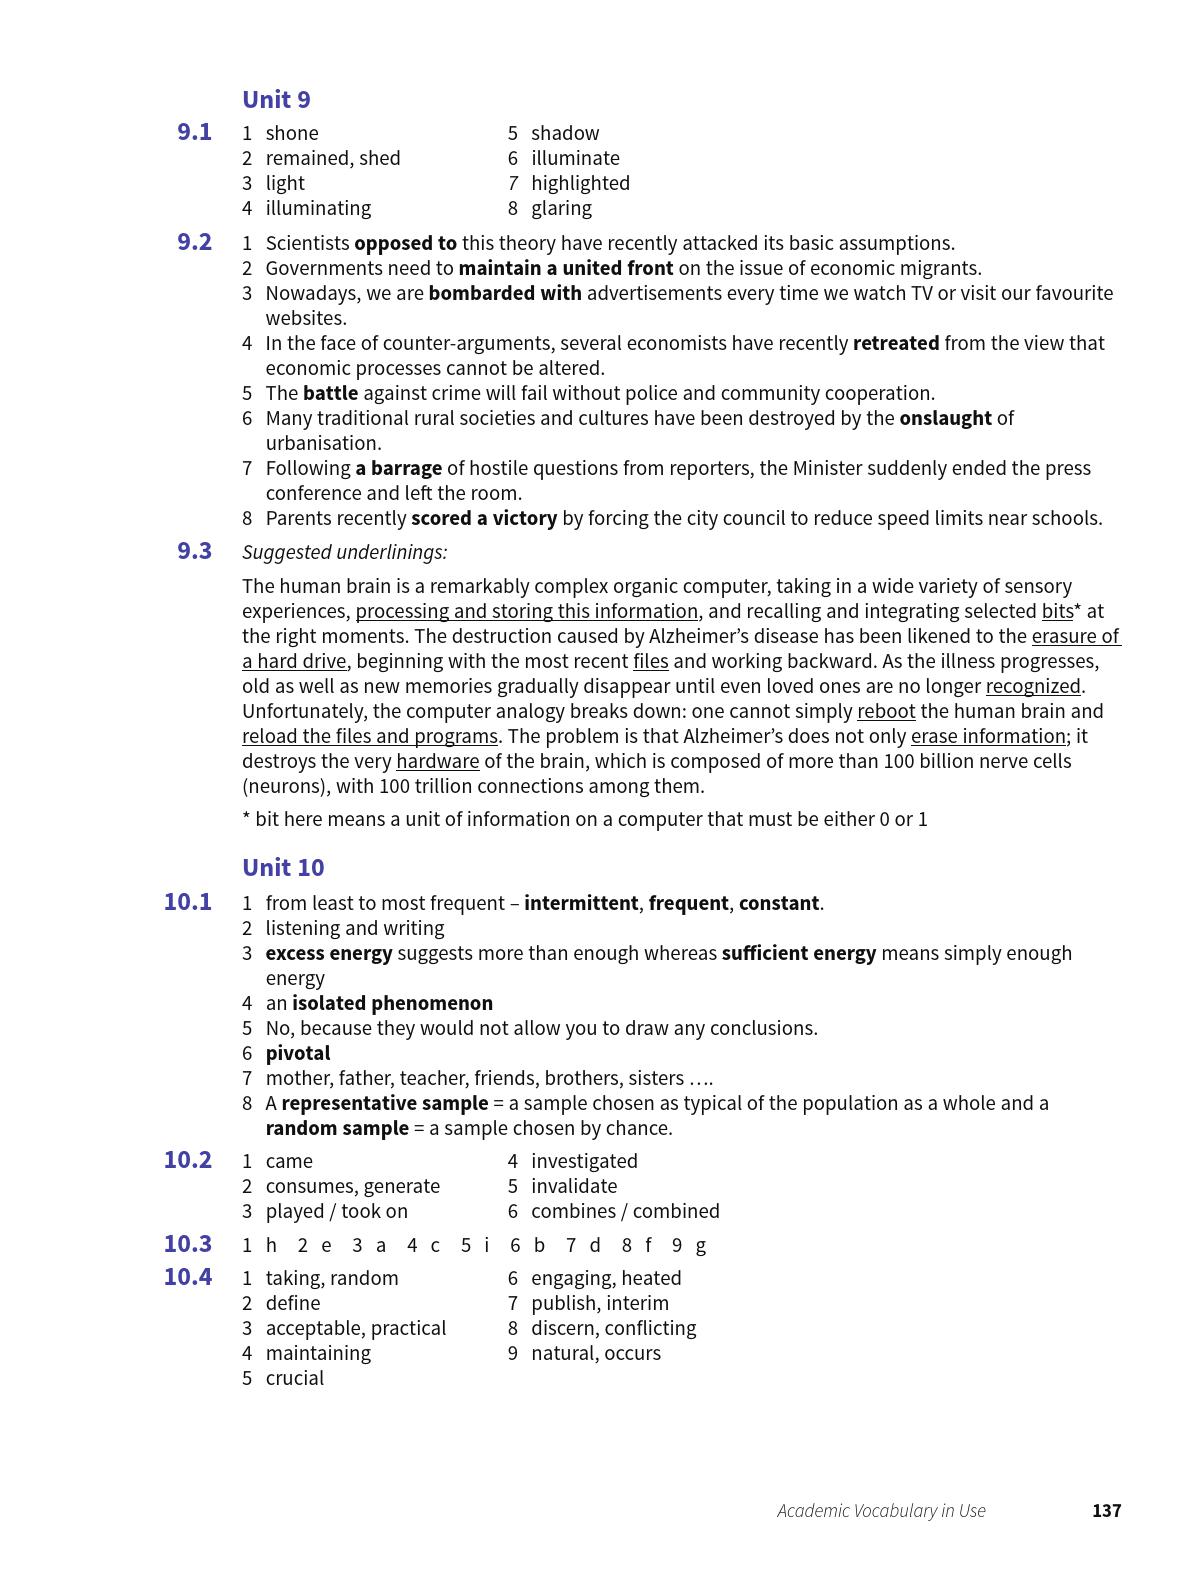 Unit 9
9.1 1 shone 5 shadow
2 remained, shed 6 illuminate
3 light 7 highlighted
4 illuminating 8 glaring
9.2 1 Scientists opposed to this theory have recently attacked its basic assumptions.
2 Governments need to maintain a united front on the issue of economic migrants.
3 Nowadays, we are bombarded with advertisements every time we watch TV or visit our favourite
websites.
4 In the face of counter-arguments, several economists have recently retreated from the view that
economic processes cannot be altered.
5 The battle against crime will fail without police and community cooperation.
6 Many traditional rural societies and cultures have been destroyed by the onslaught of
urbanisation.
7 Following a barrage of hostile questions from reporters, the Minister suddenly ended the press
conference and left the room.
8 Parents recently scored a victory by forcing the city council to reduce speed limits near schools.
9.3 Suggested underlinings:
The human brain is a remarkably complex organic computer, taking in a wide variety of sensory
experiences, processing and storing this information, and recalling and integrating selected bits* at
the right moments. The destruction caused by Alzheimer's disease has been likened to the erasure of
a hard drive, beginning with the most recent files and working backward. As the illness progresses,
old as well as new memories gradually disappear until even loved ones are no longer recognized.
Unfortunately, the computer analogy breaks down: one cannot simply reboot the human brain and
reload the files and programs. The problem is that Alzheimer's does not only erase information; it
destroys the very hardware of the brain, which is composed of more than 100 billion nerve cells
(neurons), with 100 trillion connections among them.
* bit here means a unit of information on a computer that must be either 0 or 1
Unit 10
10.1 1 from least to most frequent – intermittent, frequent, constant.
2 listening and writing
3 excess energy suggests more than enough whereas sufficient energy means simply enough
energy
4 an isolated phenomenon
5 No, because they would not allow you to draw any conclusions.
6 pivotal
7 mother, father, teacher, friends, brothers, sisters ….
8 A representative sample = a sample chosen as typical of the population as a whole and a
random sample = a sample chosen by chance.
10.2 1 came 4 investigated
2 consumes, generate 5 invalidate
3 played / took on 6 combines / combined
10.3 1 h 2 e 3 a 4 c 5 i 6 b 7 d 8 f 9 g
10.4 1 taking, random 6 engaging, heated
2 define 7 publish, interim
3 acceptable, practical 8 discern, conflicting
4 maintaining 9 natural, occurs
5 crucial
Academic Vocabulary in Use 137